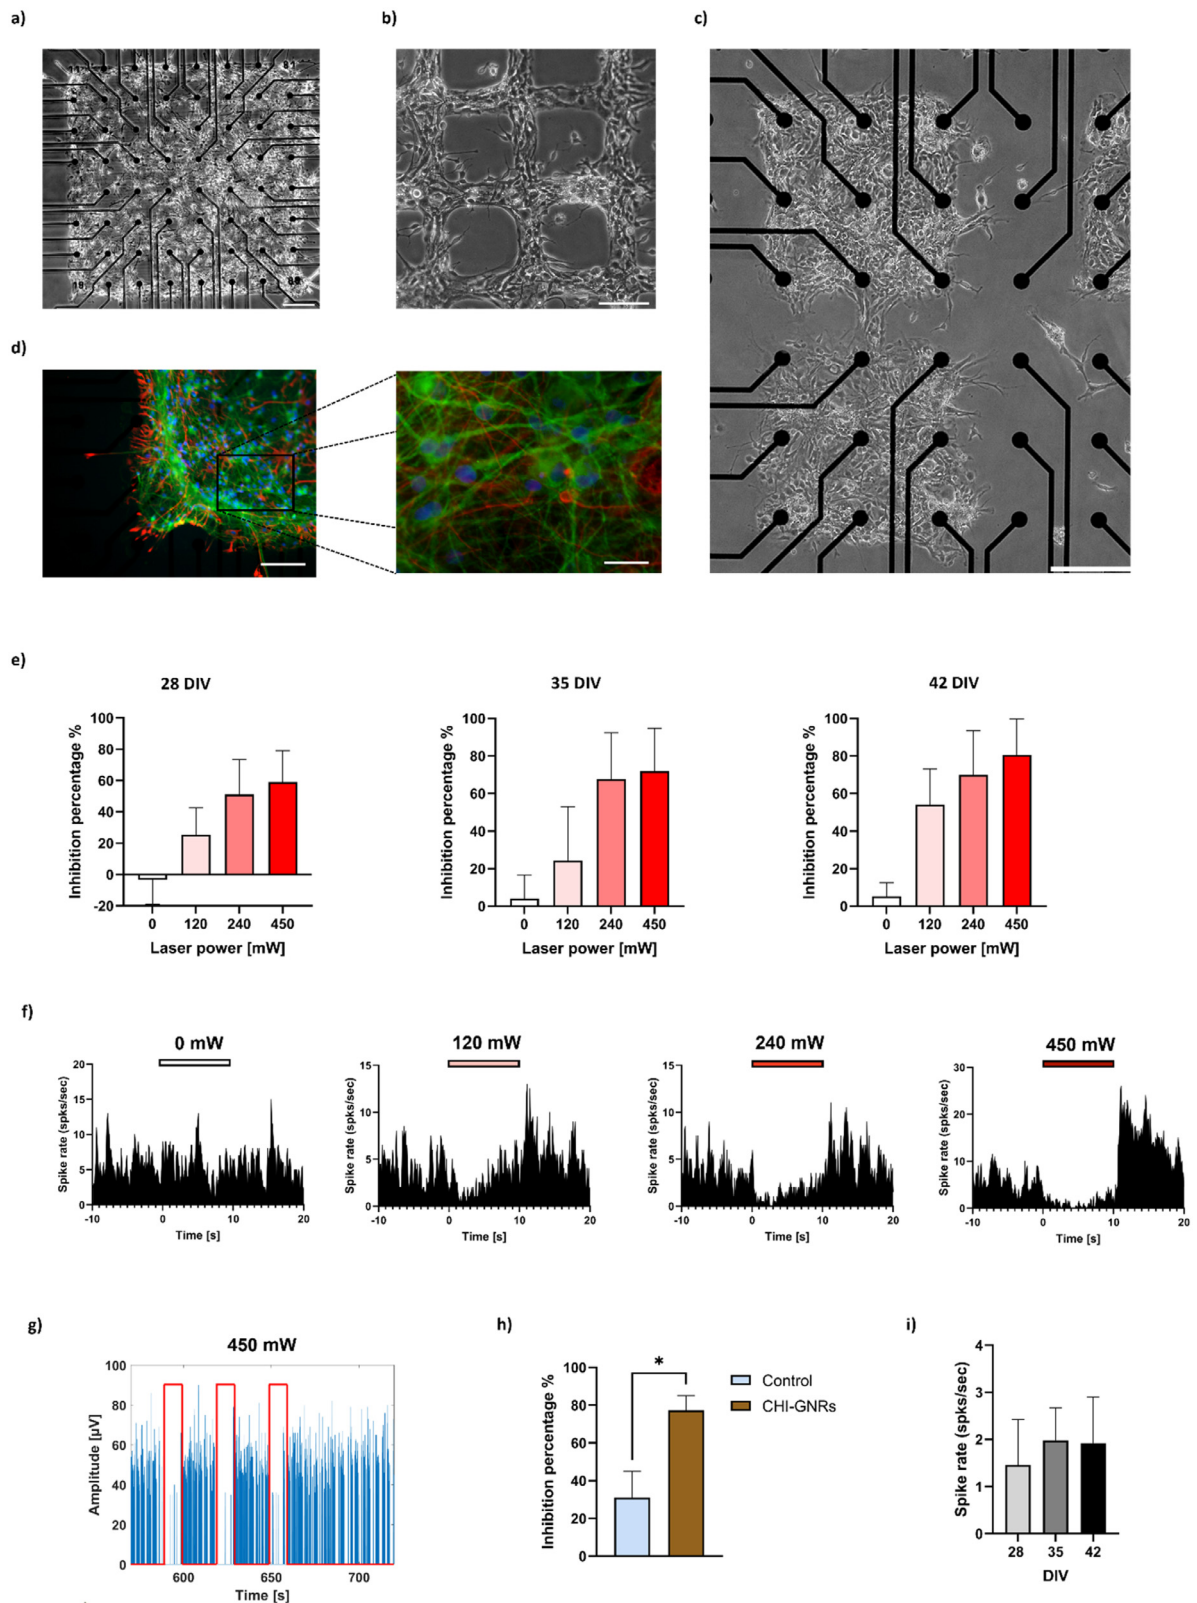 a)
b)
c)
11
81
18
88
d)
e)
28 DIV
35 DIV
42 DIV
Inhibition percentage %
100
80
60
40
20
0
-20
0 120 240 450
Laser power [mW]
Inhibition percentage %
100
80
60
40
20
0
0 120 240 450
Laser power [mW]
Inhibition percentage %
100
80
60
40
20
0
0 120 240 450
Laser power [mW]
f)
0 mW
Spike rate (spks/sec)
20
15
10
5
0
-10 0 10 20
Time [s]
120 mW
Spike rate (spks/sec)
15
10
5
0
-10 0 10 20
Time [s]
240 mW
Spike rate (spks/sec)
15
10
5
0
-10 0 10 20
Time [s]
450 mW
Spike rate (spks/sec)
30
20
10
0
-10 0 10 20
Time [s]
g)
450 mW
Amplitude [µV]
100
80
60
40
20
0
600 650 700
Time [s]
h)
Inhibition percentage %
100
80
60
40
20
0
*
Control
CHI-GNRs
i)
Spike rate (spks/sec)
4
3
2
1
0
28 35 42
DIV